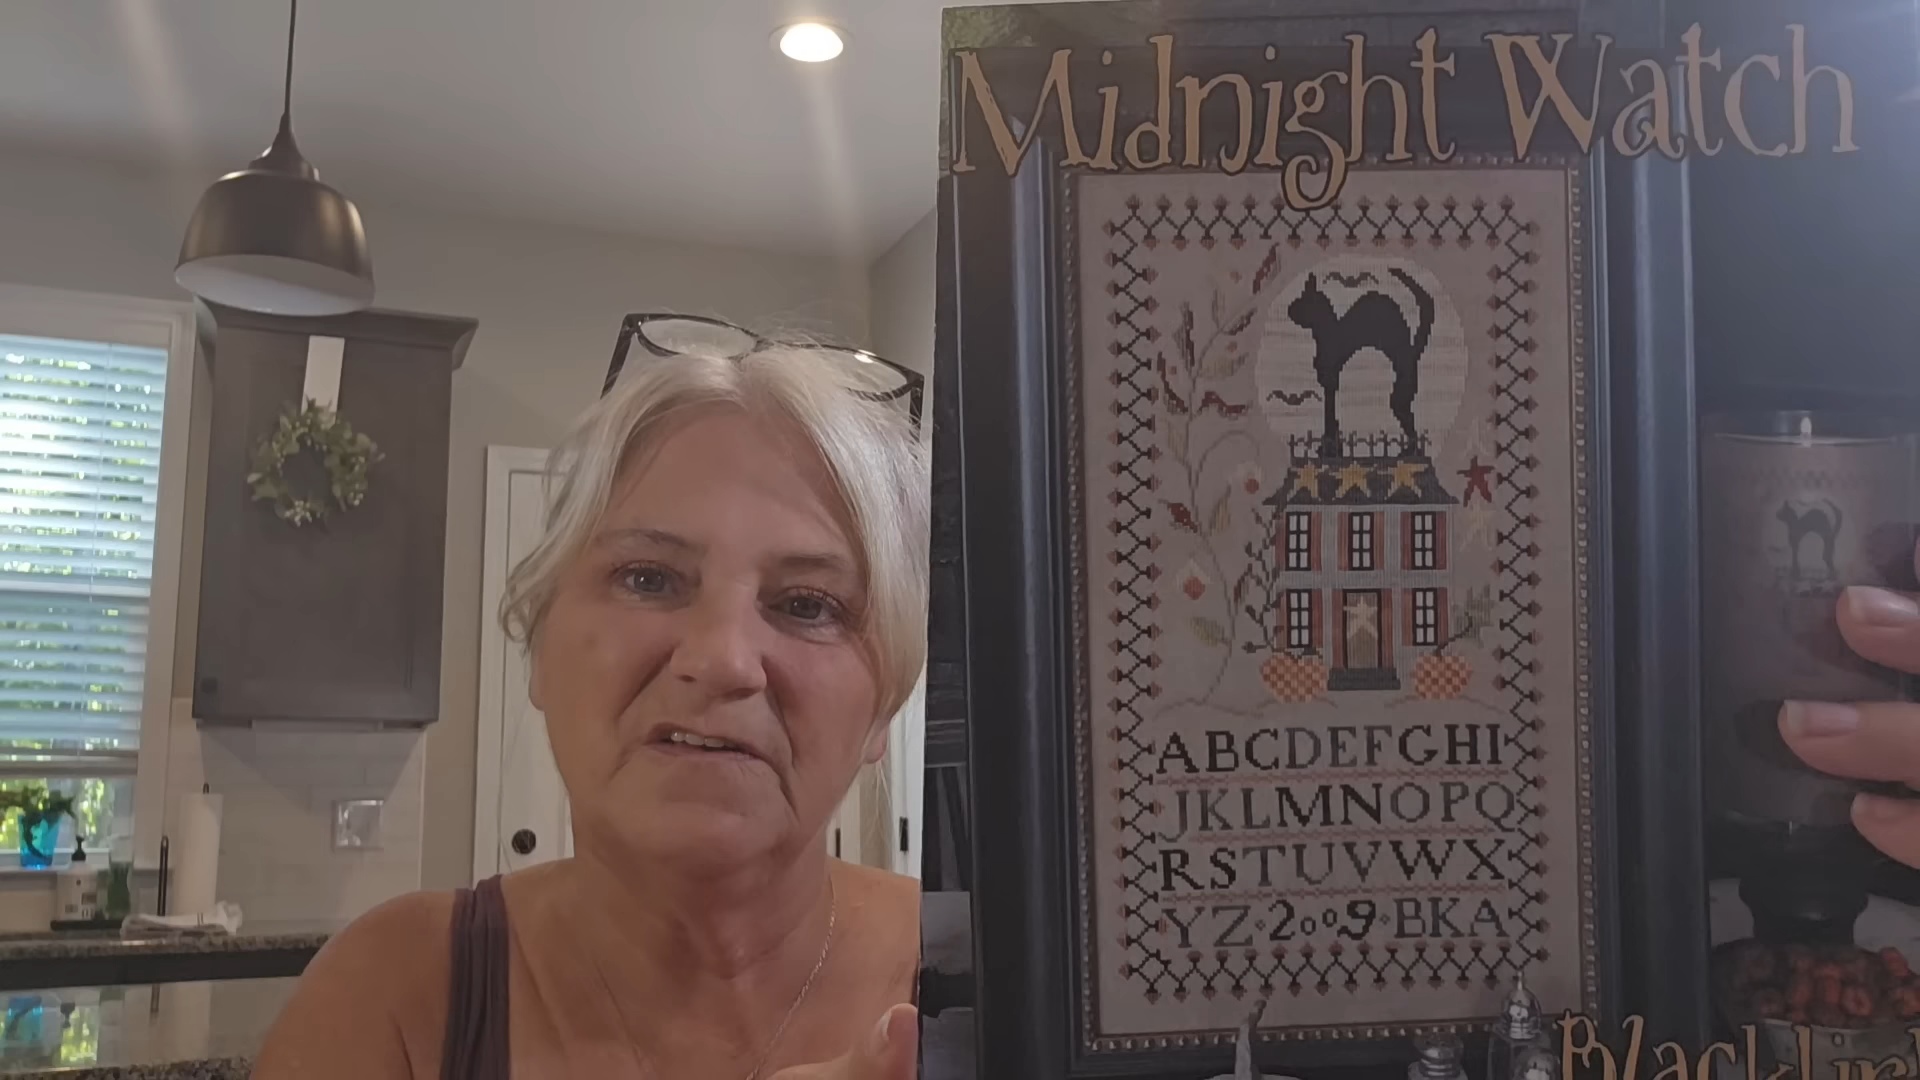 Midnight Watch
ABCDEFGHI
JKLMNOPQ
RSTUVWX
YZ·2009·BKA